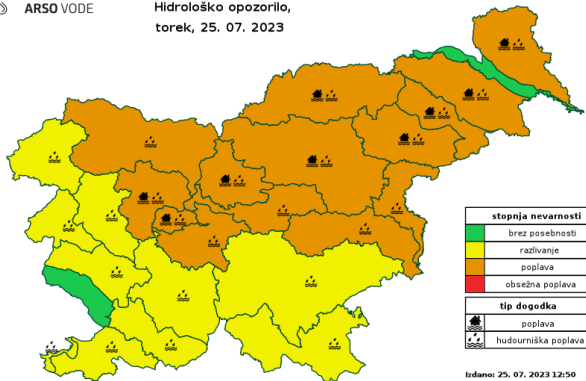 ARSO VODE
Hidrološko opozorilo,
torek, 25. 07. 2023
stopnja nevarnosti
brez posebnosti
razlivanje
poplava
obsežna poplava
tip dogodka
poplava
hudourniška poplava
Izdano: 25. 07. 2023 12:50